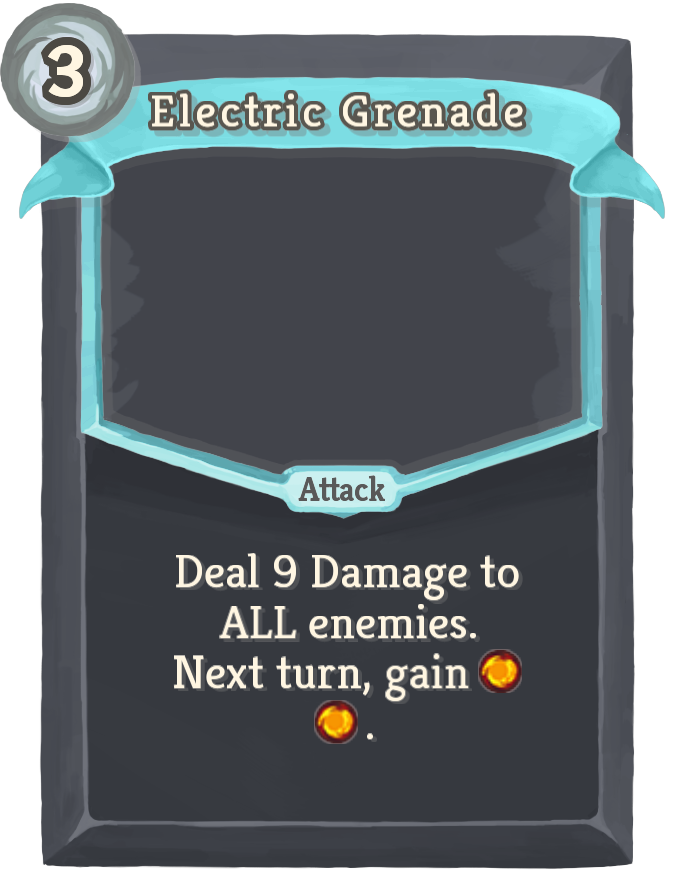 3
Electric Grenade
Attack
Deal 9 Damage to
ALL enemies.
Next turn, gain
.